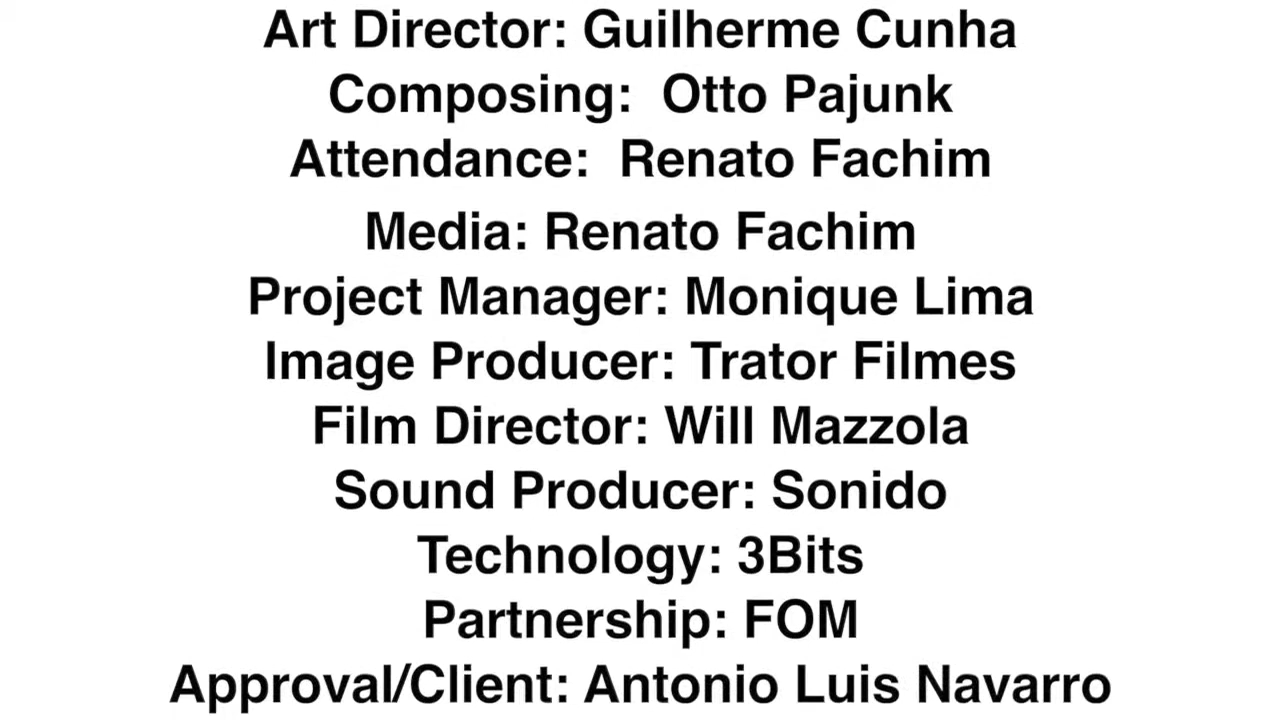 Art Director: Guilherme Cunha
Composing: Otto Pajunk
Attendance: Renato Fachim
Media: Renato Fachim
Project Manager: Monique Lima
Image Producer: Trator Filmes
Film Director: Will Mazzola
Sound Producer: Sonido
Technology: 3Bits
Partnership: FOM
Approval/Client: Antonio Luis Navarro